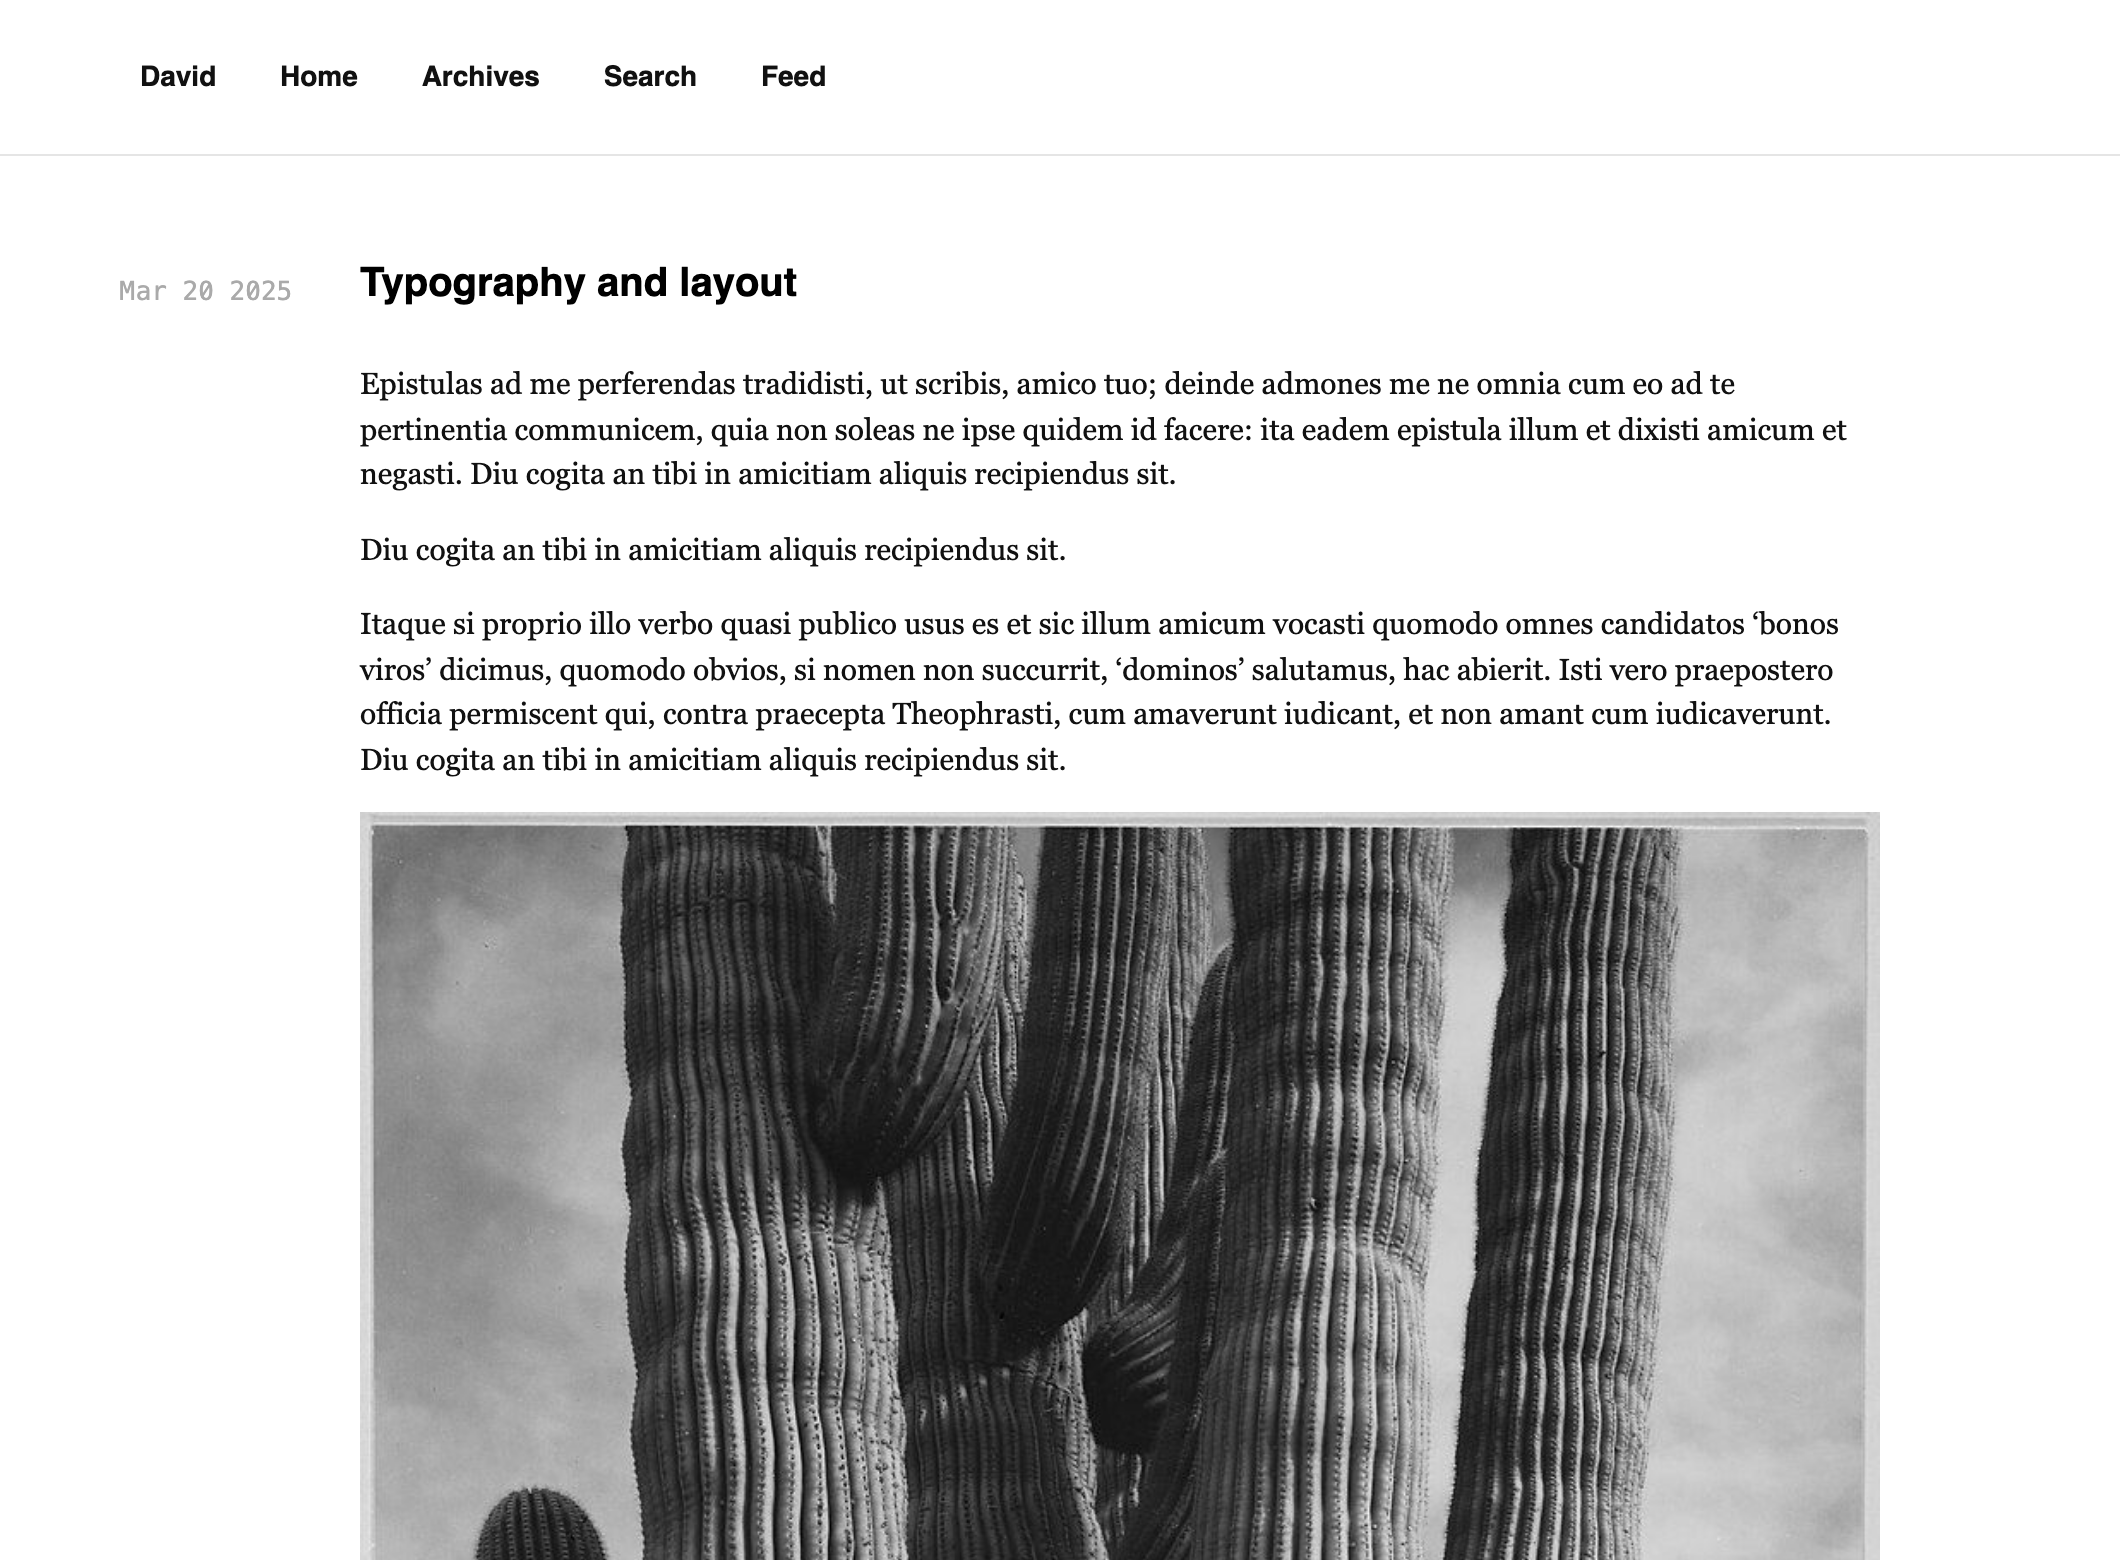 David Home Archives Search Feed
Mar 20 2025 Typography and layout
Epistulas ad me perferendas tradidisti, ut scribis, amico tuo; deinde admones me ne omnia cum eo ad te
pertinentia communicem, quia non soleas ne ipse quidem id facere: ita eadem epistula illum et dixisti amicum et
negasti. Diu cogita an tibi in amicitiam aliquis recipiendus sit.
Diu cogita an tibi in amicitiam aliquis recipiendus sit.
Itaque si proprio illo verbo quasi publico usus es et sic illum amicum vocasti quomodo omnes candidatos ‘bonos
viros’ dicimus, quomodo obvios, si nomen non succurrit, ‘dominos’ salutamus, hac abierit. Isti vero praepostero
officia permiscent qui, contra praecepta Theophrasti, cum amaverunt iudicant, et non amant cum iudicaverunt.
Diu cogita an tibi in amicitiam aliquis recipiendus sit.